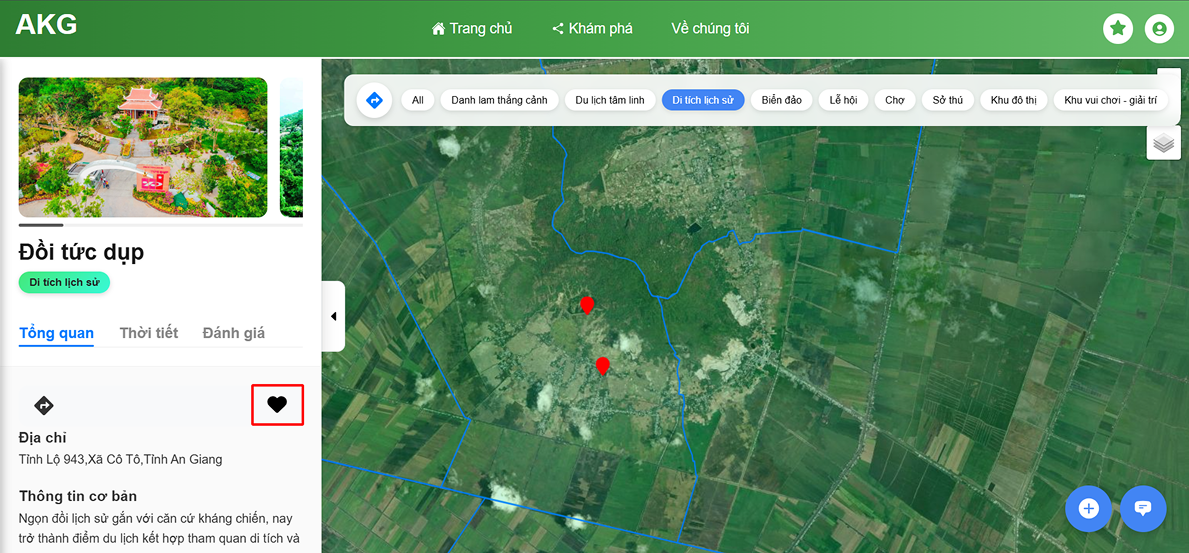 AKG
Trang chủ
Khám phá
Về chúng tôi
All
Danh lam thắng cảnh
Du lịch tâm linh
Di tích lịch sử
Biển đảo
Lễ hội
Chợ
Sở thú
Khu đô thị
Khu vui chơi - giải trí
Đồi tức dụp
Di tích lịch sử
Tổng quan
Thời tiết
Đánh giá
Địa chỉ
Tỉnh Lộ 943,Xã Cô Tô,Tỉnh An Giang
Thông tin cơ bản
Ngọn đồi lịch sử gắn với căn cứ kháng chiến, nay
trở thành điểm du lịch kết hợp tham quan di tích và